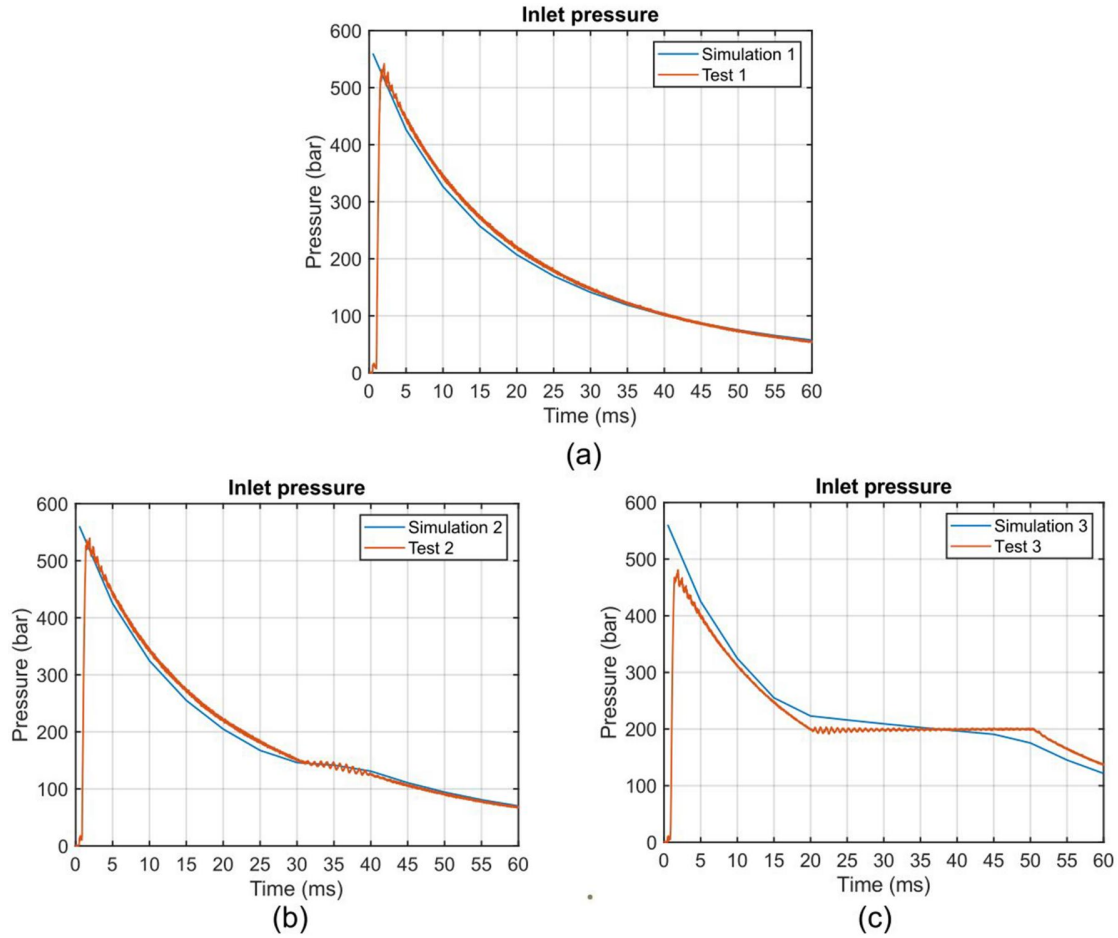 Inlet pressure
600
500
400
300
200
100
0
Pressure (bar)
Simulation 1
Test 1
0 5 10 15 20 25 30 35 40 45 50 55 60
Time (ms)
(a)
Inlet pressure
600
500
400
300
200
100
0
Pressure (bar)
Simulation 2
Test 2
0 5 10 15 20 25 30 35 40 45 50 55 60
Time (ms)
(b)
Inlet pressure
600
500
400
300
200
100
0
Pressure (bar)
Simulation 3
Test 3
0 5 10 15 20 25 30 35 40 45 50 55 60
Time (ms)
(c)